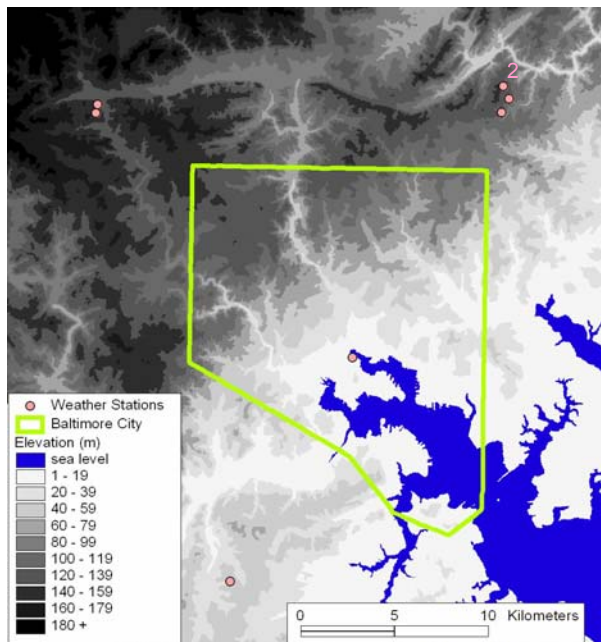 2
Weather Stations
Baltimore City
Elevation (m)
sea level
1 - 19
20 - 39
40 - 59
60 - 79
80 - 99
100 - 119
120 - 139
140 - 159
160 - 179
180 +
0 5 10 Kilometers